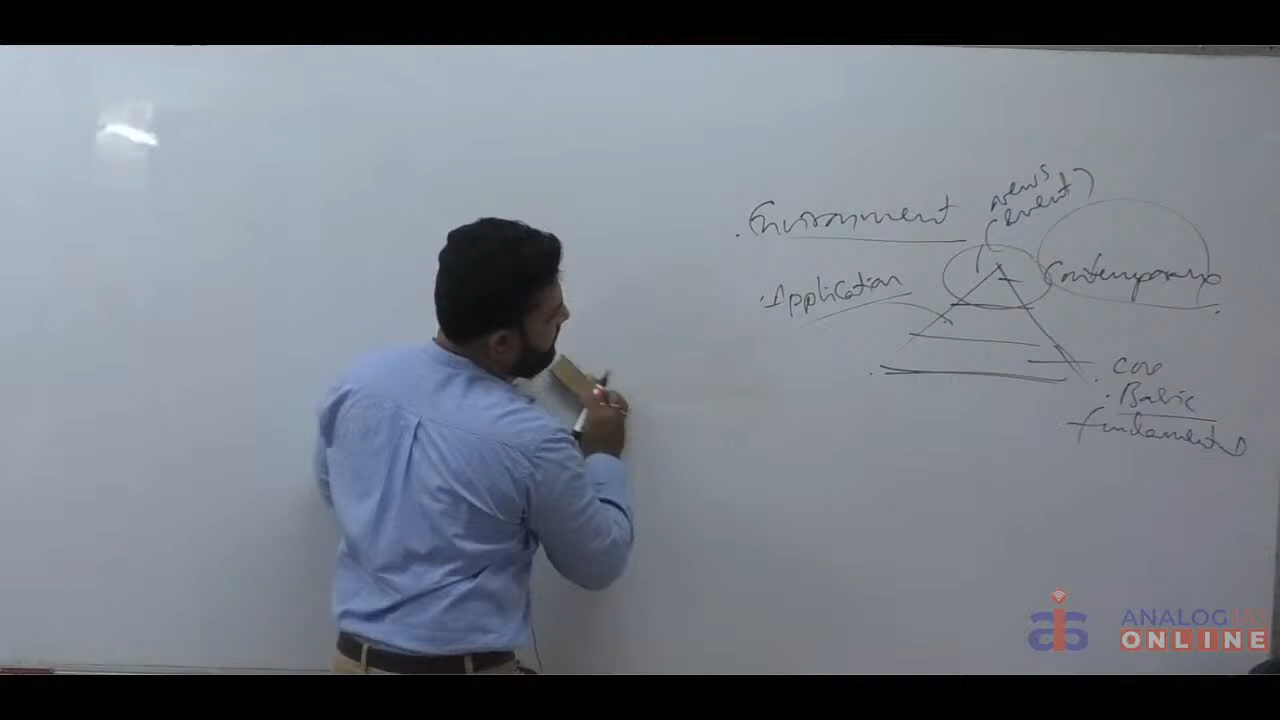 news
event)
. Environment
Contemporary
. Application
. Core
. Basic
fundamental
ANALOG IAS
ONLINE